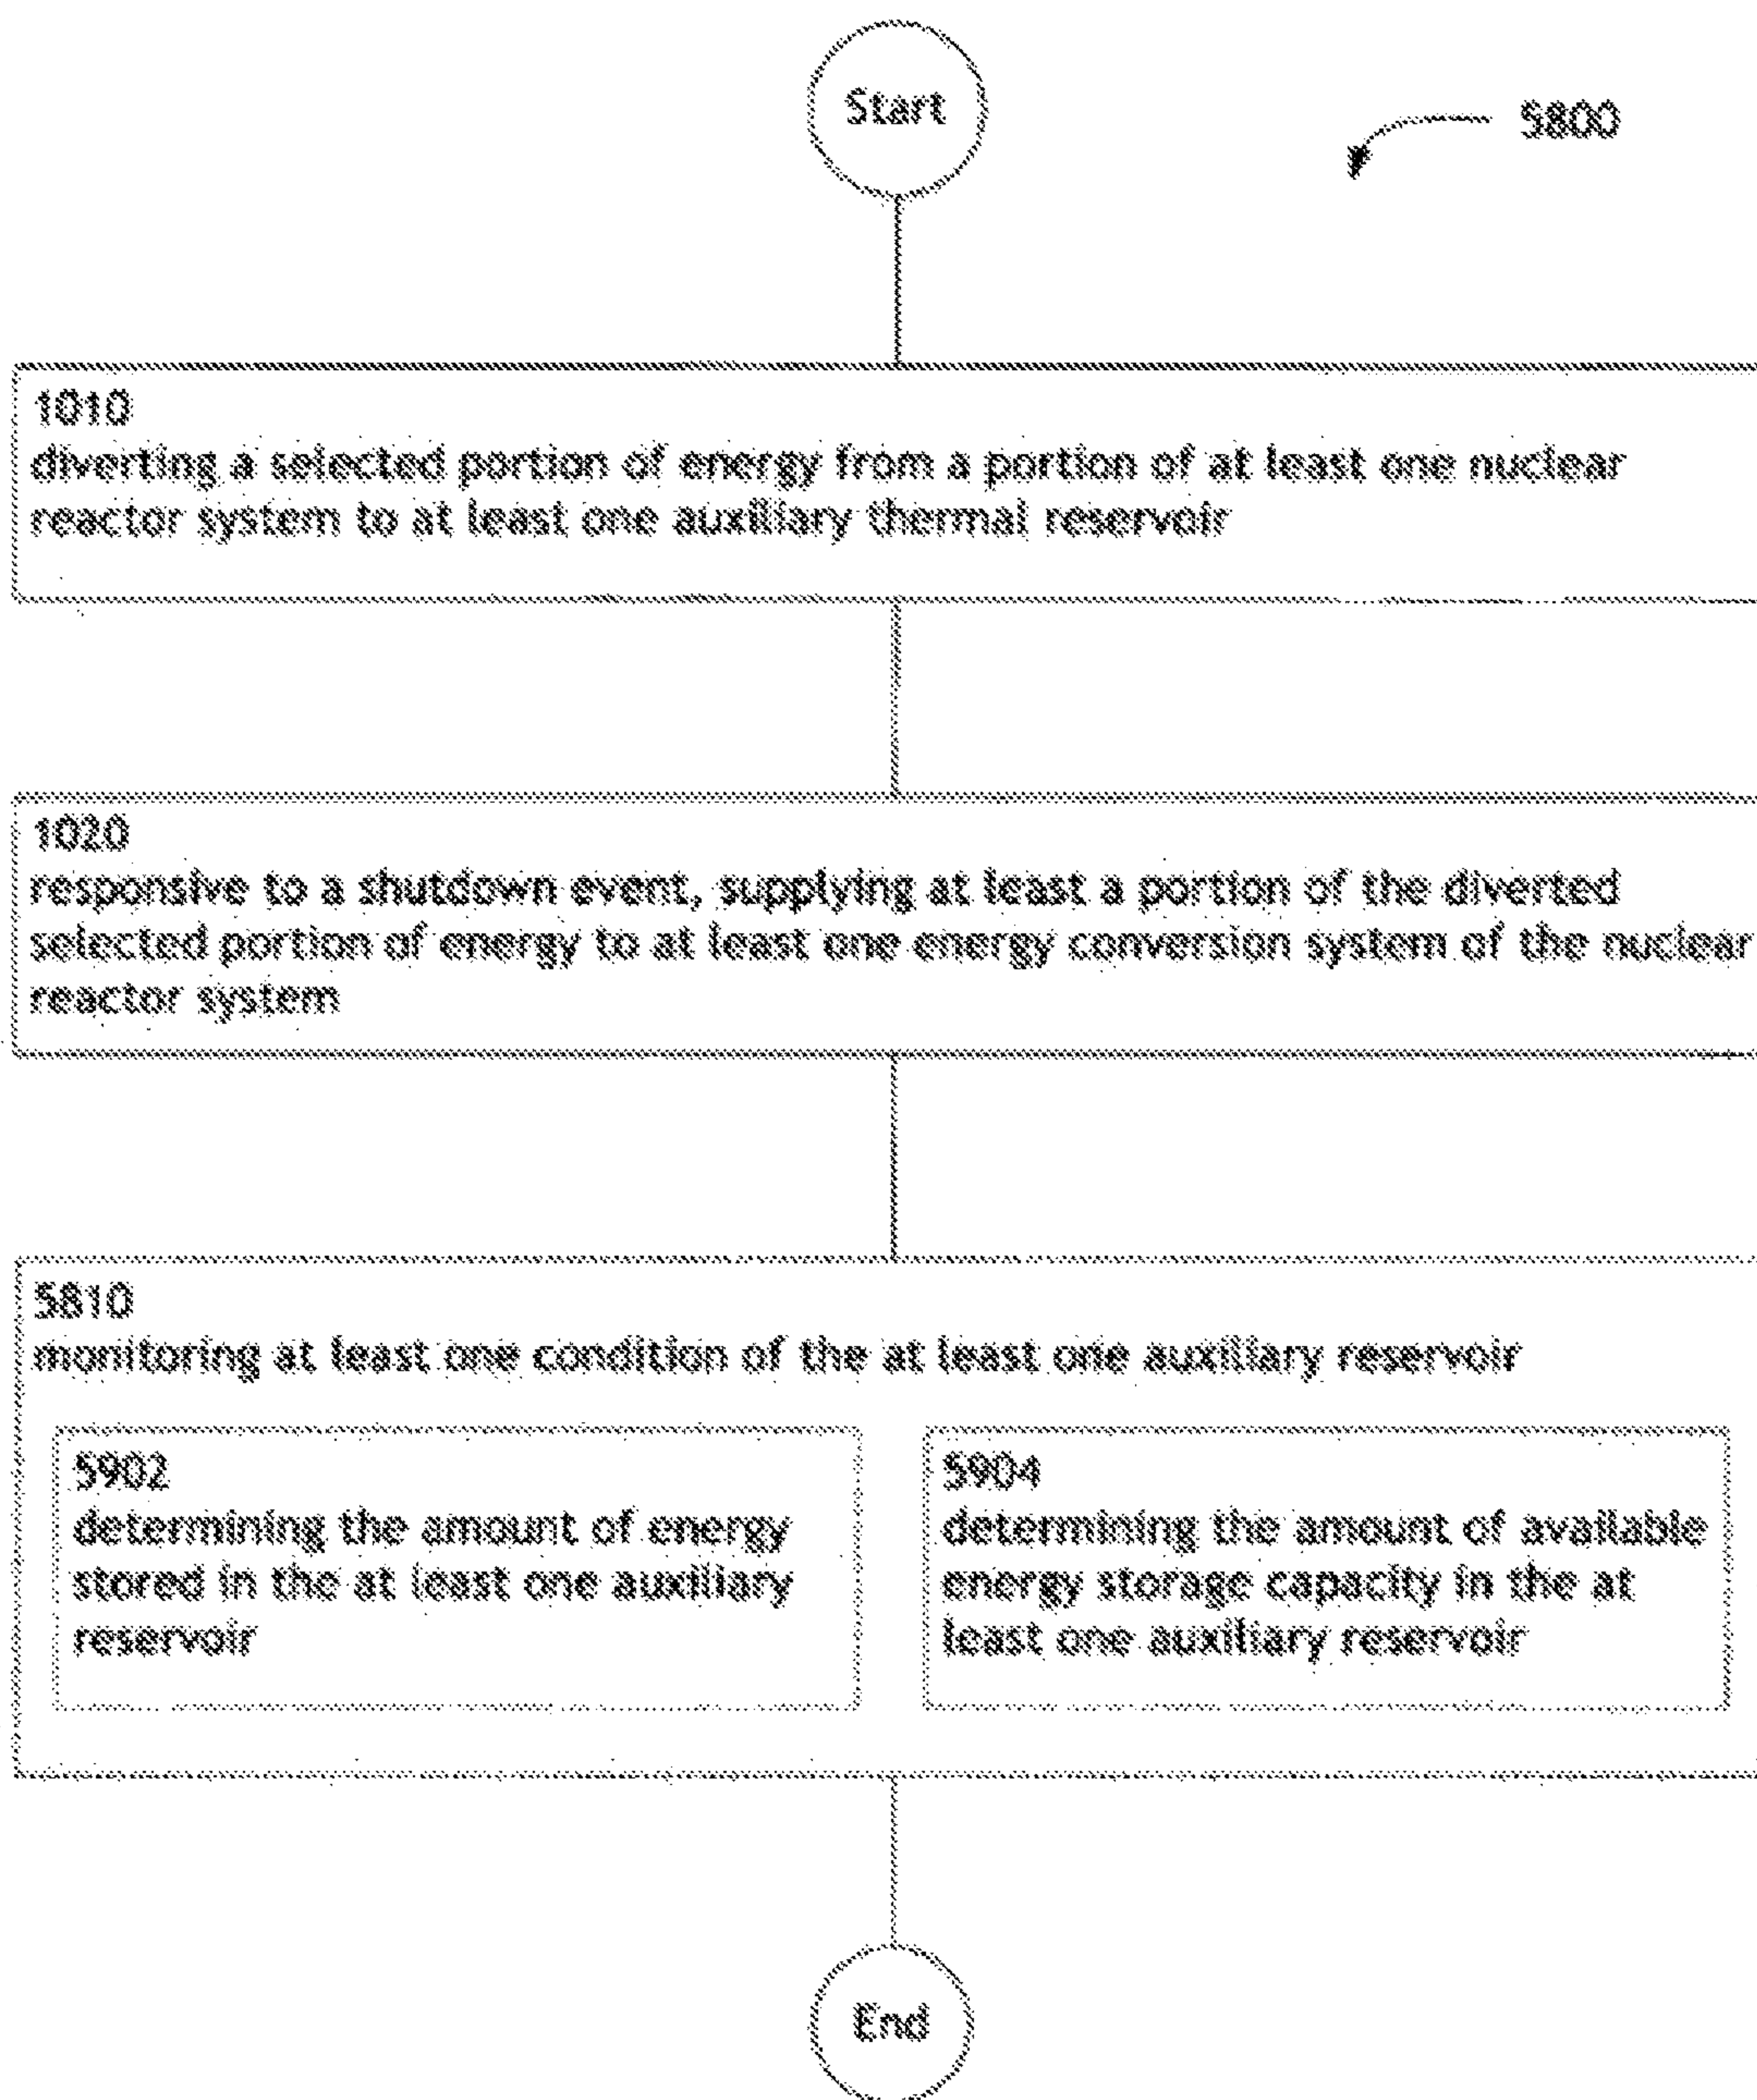 Start
5800
1010
diverting a selected portion of energy from a portion of at least one nuclear
reactor system to at least one auxiliary thermal reservoir
1020
responsive to a shutdown event, supplying at least a portion of the diverted
selected portion of energy to at least one energy conversion system of the nuclear
reactor system
5810
monitoring at least one condition of the at least one auxiliary reservoir
5902
determining the amount of energy
stored in the at least one auxiliary
reservoir
5904
determining the amount of available
energy storage capacity in the at
least one auxiliary reservoir
End